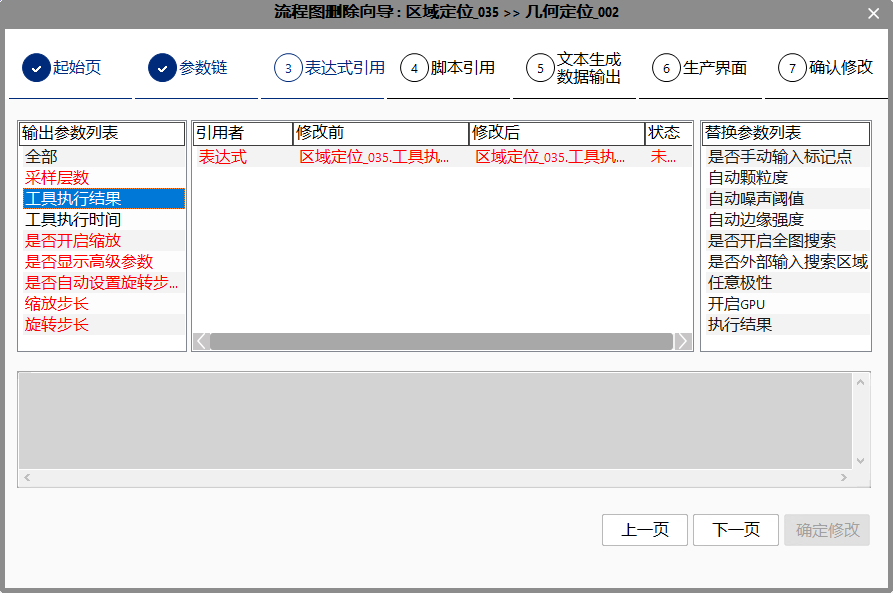 流程图删除向导 : 区域定位_035 >> 几何定位_002
起始页
参数链
3 表达式引用
4 脚本引用
5 文本生成
数据输出
6 生产界面
7 确认修改
输出参数列表
全部
采样层数
工具执行结果
工具执行时间
是否开启缩放
是否显示高级参数
是否自动设置旋转步...
缩放步长
旋转步长
引用者 修改前 修改后 状态
表达式 区域定位_035.工具执... 区域定位_035.工具执... 未...
替换参数列表
是否手动输入标记点
自动颗粒度
自动噪声阈值
自动边缘强度
是否开启全图搜索
是否外部输入搜索区域
任意极性
开启GPU
执行结果
上一页 下一页 确定修改